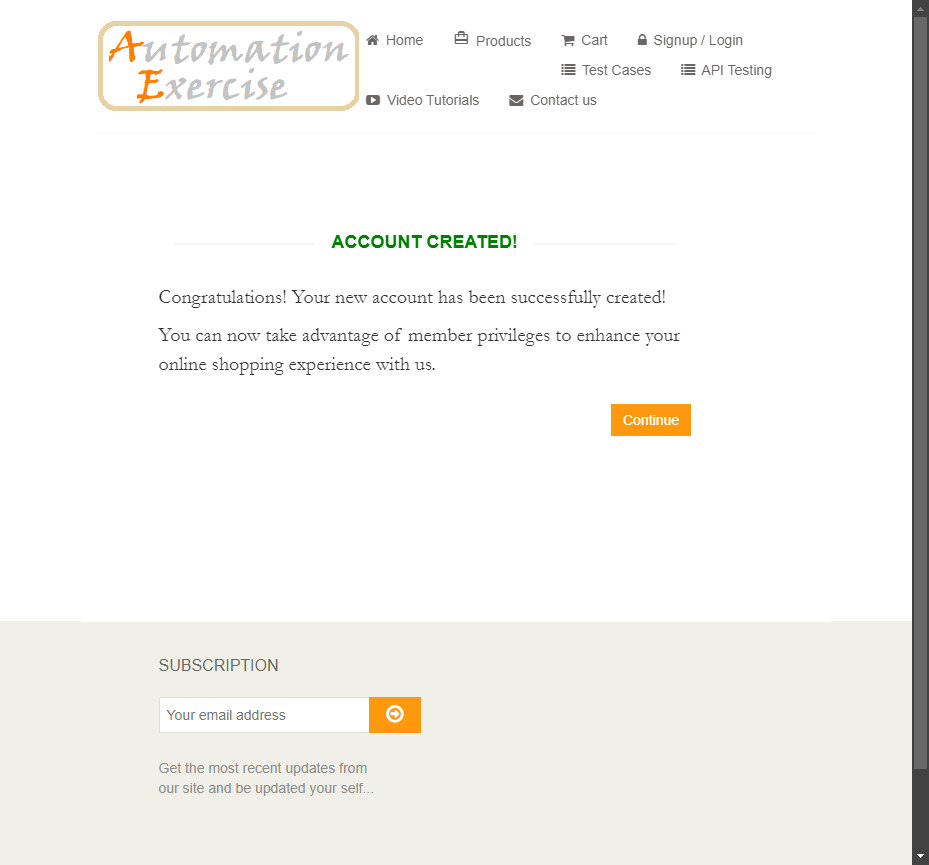 Automation
Exercise
Home
Products
Cart
Signup / Login
Test Cases
API Testing
Video Tutorials
Contact us
ACCOUNT CREATED!
Congratulations! Your new account has been successfully created!
You can now take advantage of member privileges to enhance your
online shopping experience with us.
Continue
SUBSCRIPTION
Your email address
Get the most recent updates from
our site and be updated your self...